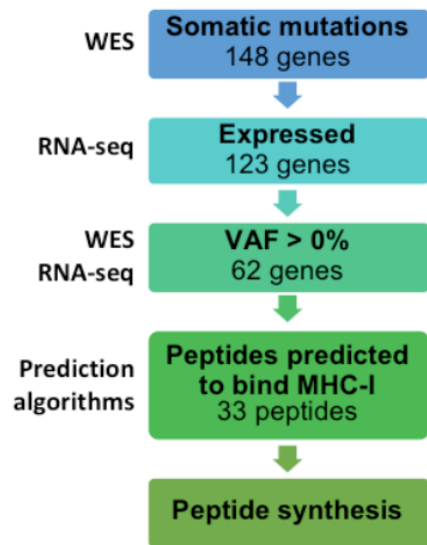 WES
Somatic mutations
148 genes
RNA-seq
Expressed
123 genes
WES
RNA-seq
VAF > 0%
62 genes
Prediction
algorithms
Peptides predicted
to bind MHC-I
33 peptides
Peptide synthesis